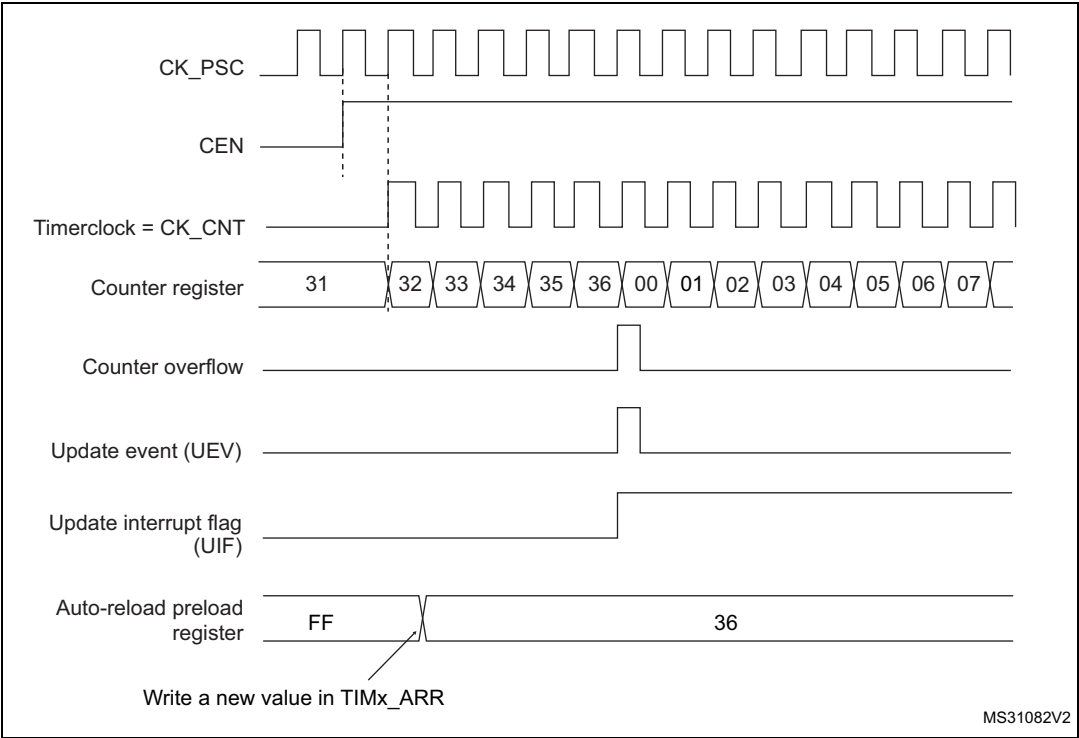 CK_PSC
CEN
Timerclock = CK_CNT
Counter register 31 32 33 34 35 36 00 01 02 03 04 05 06 07
Counter overflow
Update event (UEV)
Update interrupt flag
(UIF)
Auto-reload preload
register FF 36
Write a new value in TIMx_ARR
MS31082V2